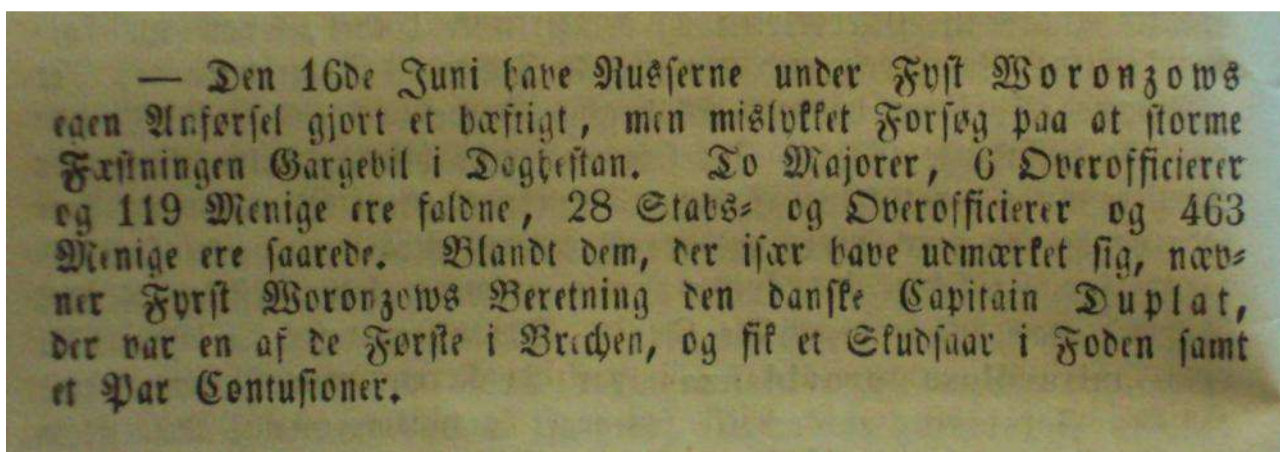 — Den 16de Juni have Russerne under Fyst Woronzows
egen Anførsel gjort et hæftigt, men mislykket Forsøg paa at storme
Fæstningen Gargebil i Daghestan. To Majorer, 6 Overofficierer
og 119 Menige ere faldne, 28 Stabs- og Overofficierer og 463
Menige ere saarede. Blandt dem, der især have udmærket sig, næv-
ner Fyrst Woronzows Beretning den danske Capitain Duplat,
der var en af de Første i Brechen, og fik et Skudsaar i Foden samt
et Par Contusioner.